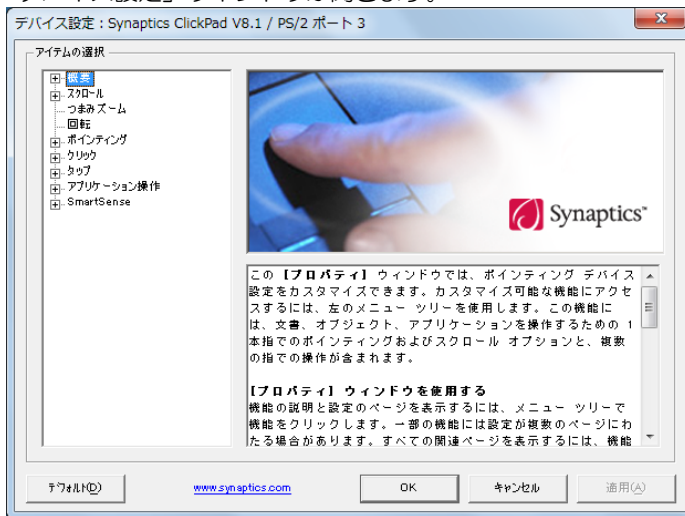 デバイス設定 : Synaptics ClickPad V8.1 / PS/2 ポート 3
アイテムの選択
概要
スクロール
つまみズーム
回転
ポインティング
クリック
タップ
アプリケーション操作
SmartSense
Synaptics™
この【プロパティ】ウィンドウでは、ポインティング デバイス
設定をカスタマイズできます。カスタマイズ可能な機能にアクセ
スするには、左のメニュー ツリーを使用します。この機能に
は、文書、オブジェクト、アプリケーションを操作するための 1
本指でのポインティングおよびスクロール オプションと、複数
の指での操作が含まれます。
【プロパティ】ウィンドウを使用する
機能の説明と設定のページを表示するには、メニュー ツリーで
機能をクリックします。一部の機能には設定が複数のページにわ
たる場合があります。すべての関連ページを表示するには、機能
デフォルト(D)
www.synaptics.com
OK
キャンセル
適用(A)